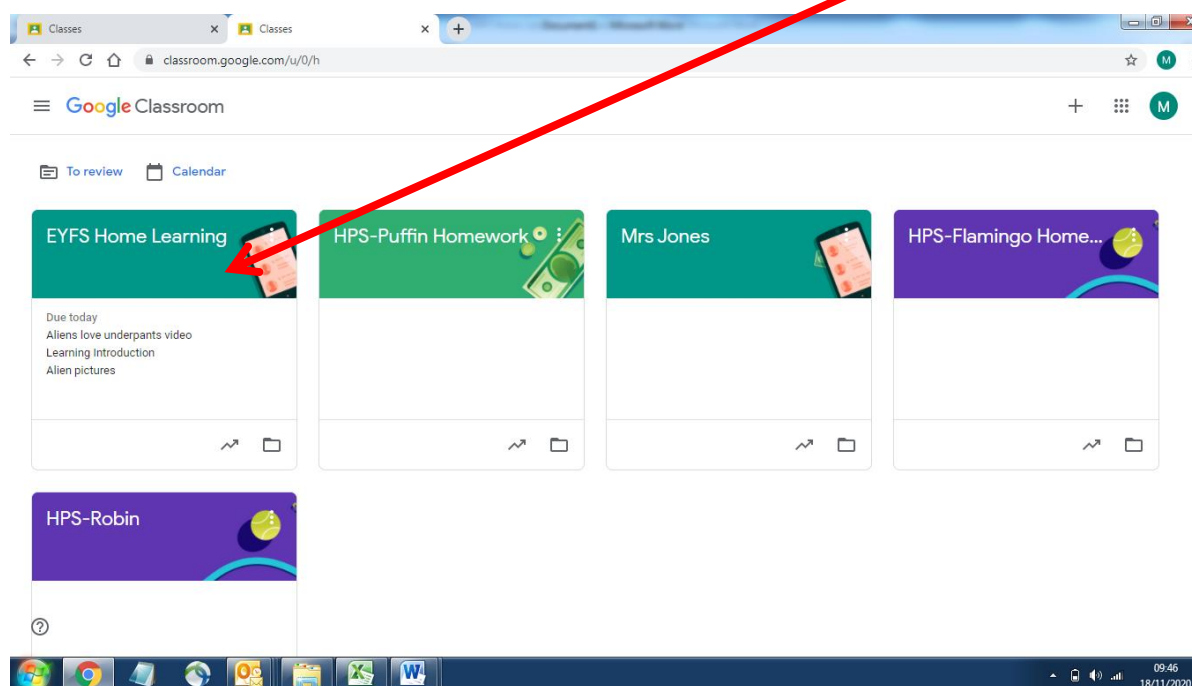 Classes
Classes
classroom.google.com/u/0/h
M
Google Classroom
M
To review
Calendar
EYFS Home Learning
HPS-Puffin Homework
Mrs Jones
HPS-Flamingo Home...
Due today
Aliens love underpants video
Learning Introduction
Alien pictures
HPS-Robin
09:46
18/11/2020